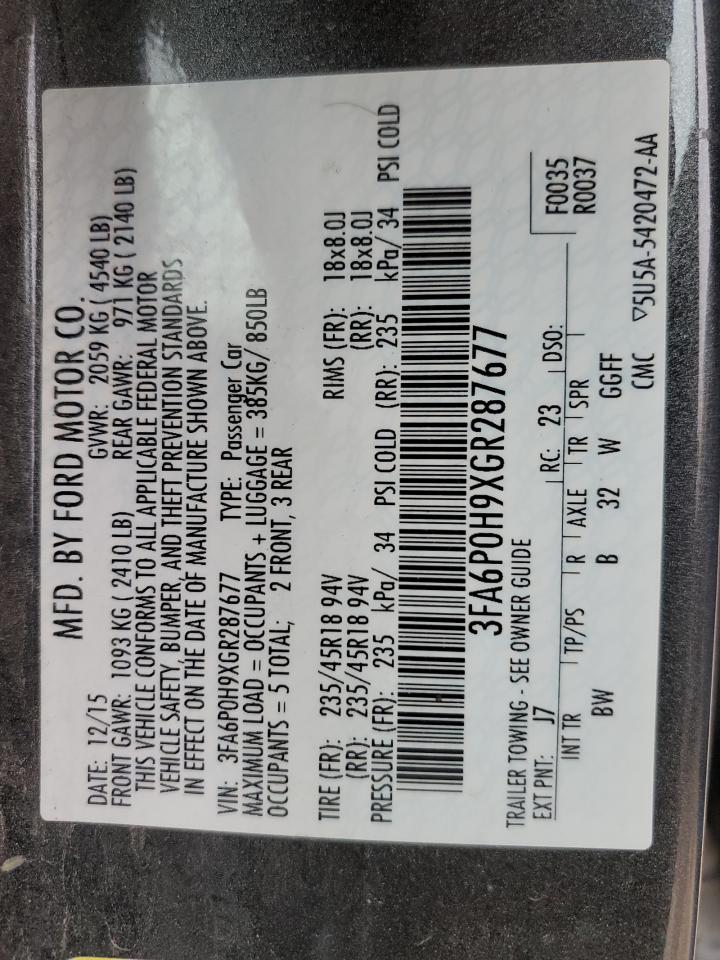 MFD. BY FORD MOTOR CO.
DATE: 12/15 GVWR: 2059 KG ( 4540 LB)
FRONT GAWR: 1093 KG ( 2410 LB) REAR GAWR: 971 KG ( 2140 LB)
THIS VEHICLE CONFORMS TO ALL APPLICABLE FEDERAL MOTOR
VEHICLE SAFETY, BUMPER, AND THEFT PREVENTION STANDARDS
IN EFFECT ON THE DATE OF MANUFACTURE SHOWN ABOVE.
VIN: 3FA6P0H9XGR287677 TYPE: Passenger Car
MAXIMUM LOAD = OCCUPANTS + LUGGAGE = 385KG/ 850LB
OCCUPANTS = 5 TOTAL; 2 FRONT, 3 REAR
TIRE (FR): 235/45R18 94V RIMS (FR): 18x8.0J
(RR): 235/45R18 94V (RR): 18x8.0J
PRESSURE (FR): 235 kPa/ 34 PSI COLD (RR): 235 kPa/ 34 PSI COLD
3FA6P0H9XGR287677
TRAILER TOWING - SEE OWNER GUIDE F0035
EXT PNT: J7 RC: 23 DSO: R0037
INT TR TP/PS R AXLE TR SPR
BW B 32 W GGFF
CMC ▽5U5A-5420472-AA